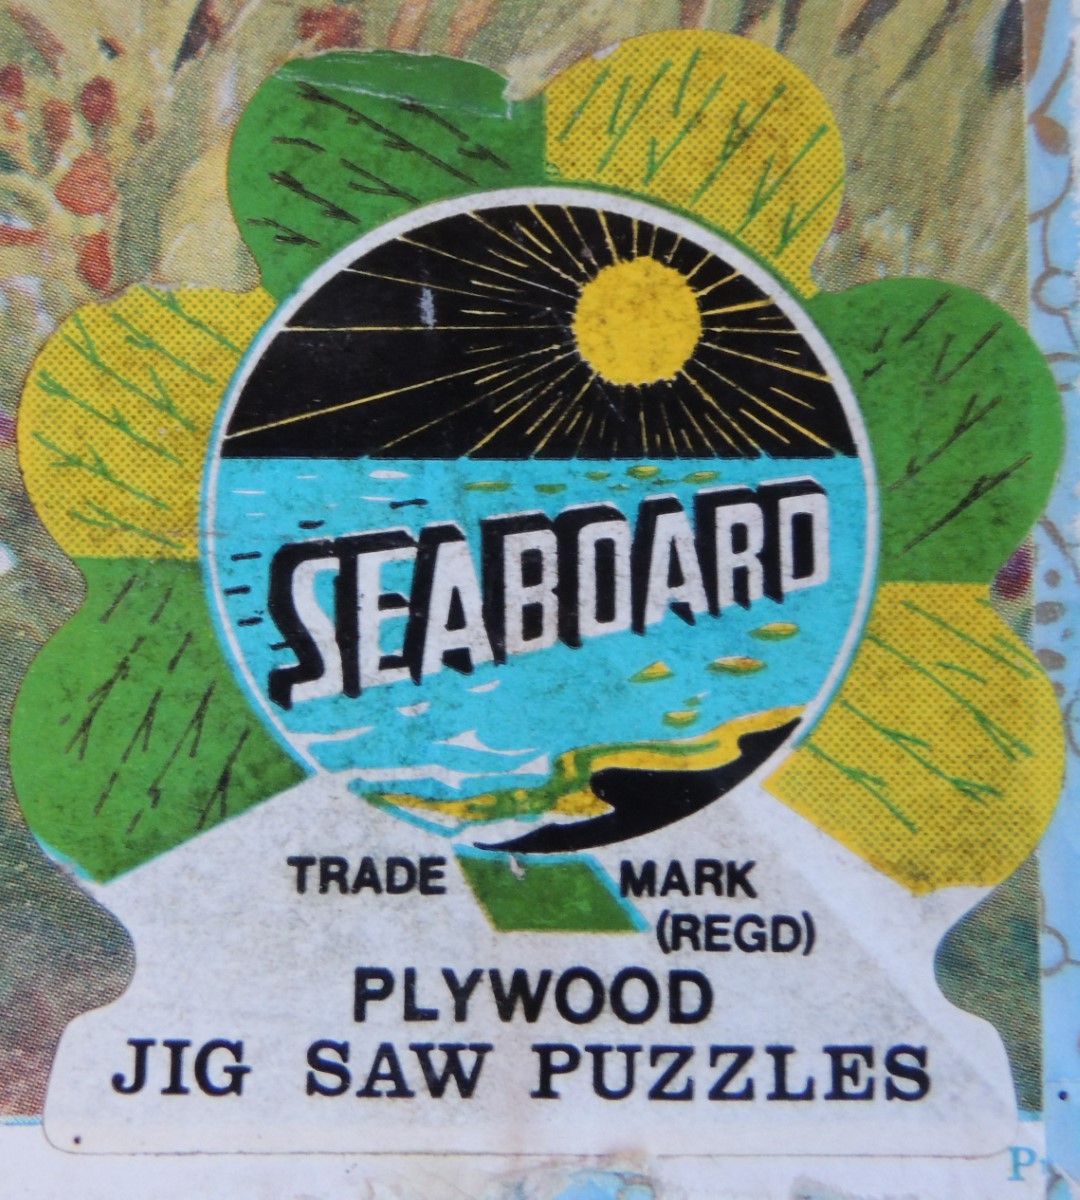 SEABOARD
TRADE MARK
(REGD)
PLYWOOD
JIG SAW PUZZLES